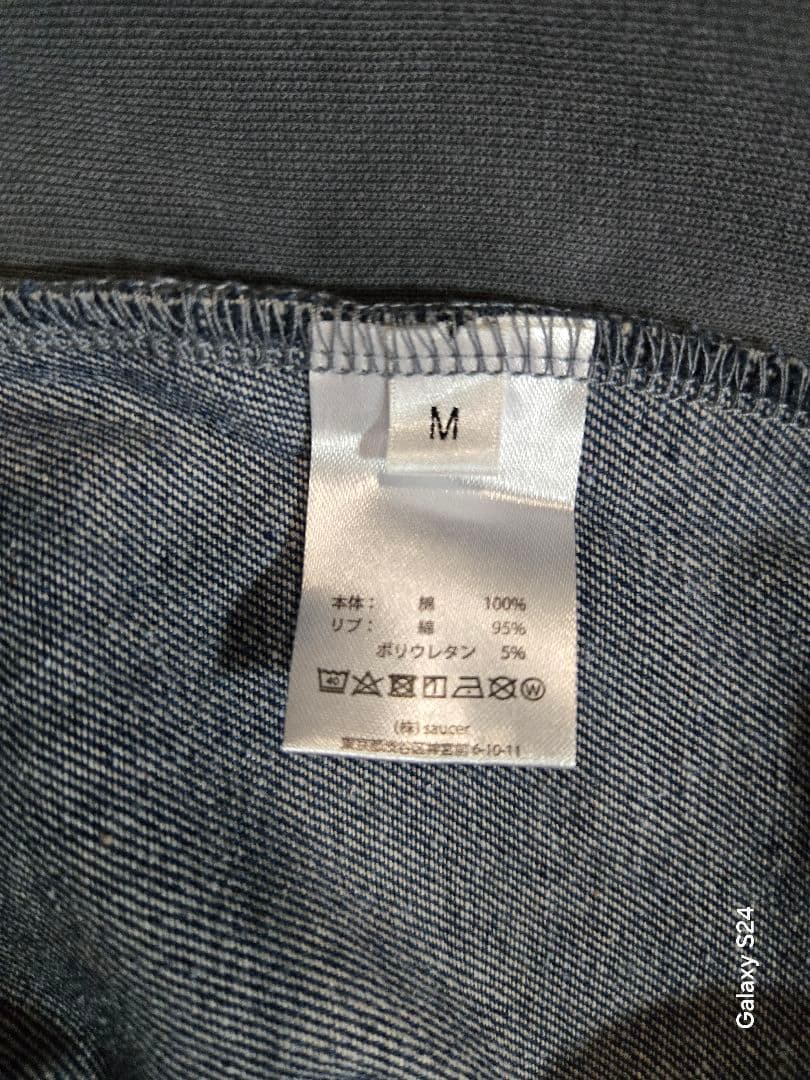 M
本体： 綿 100%
リブ： 綿 95%
ポリウレタン 5%
40 W
(株) saucer
東京都渋谷区神宮前 6-10-11
Galaxy S24